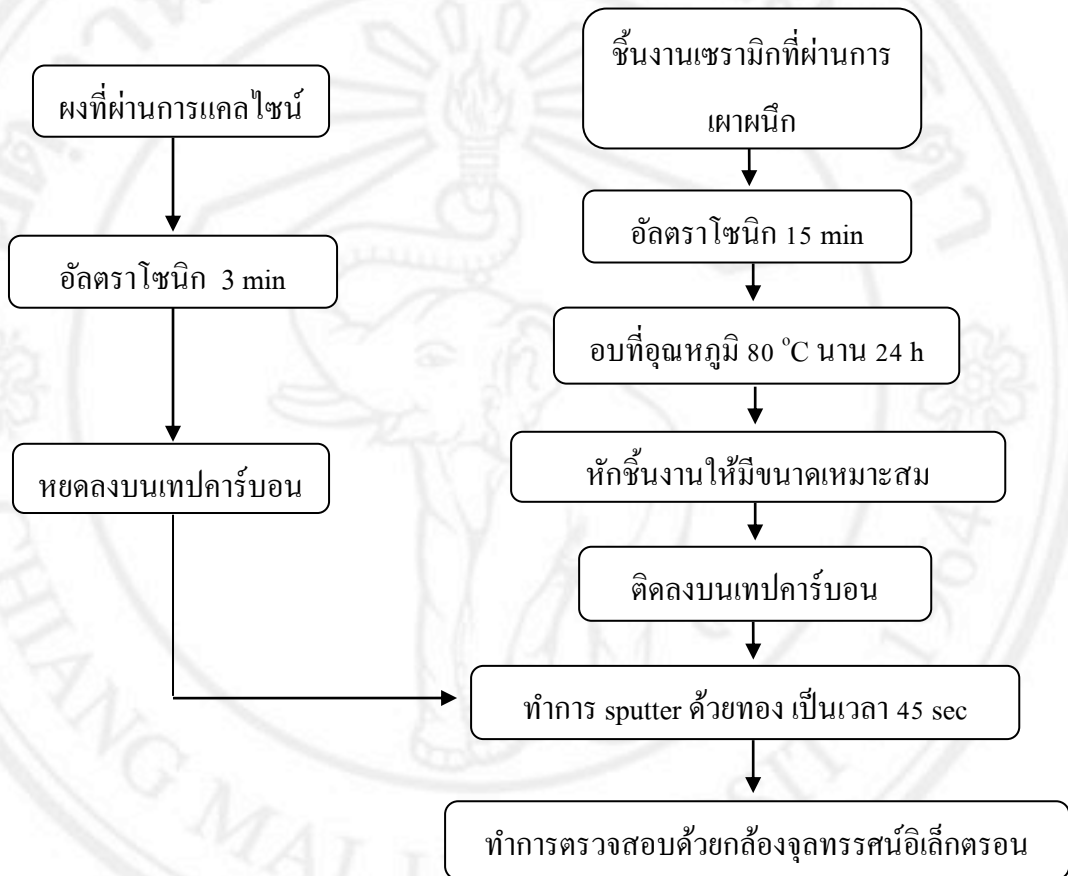 ผงที่ผ่านการแคลไซน์
อัลตราโซนิก 3 min
หยดลงบนเทปคาร์บอน
ชิ้นงานเซรามิกที่ผ่านการ
เผาผนึก
อัลตราโซนิก 15 min
อบที่อุณหภูมิ 80 °C นาน 24 h
หักชิ้นงานให้มีขนาดเหมาะสม
ติดลงบนเทปคาร์บอน
ทำการ sputter ด้วยทอง เป็นเวลา 45 sec
ทำการตรวจสอบด้วยกล้องจุลทรรศน์อิเล็กตรอน
CHIANG MAI
1964